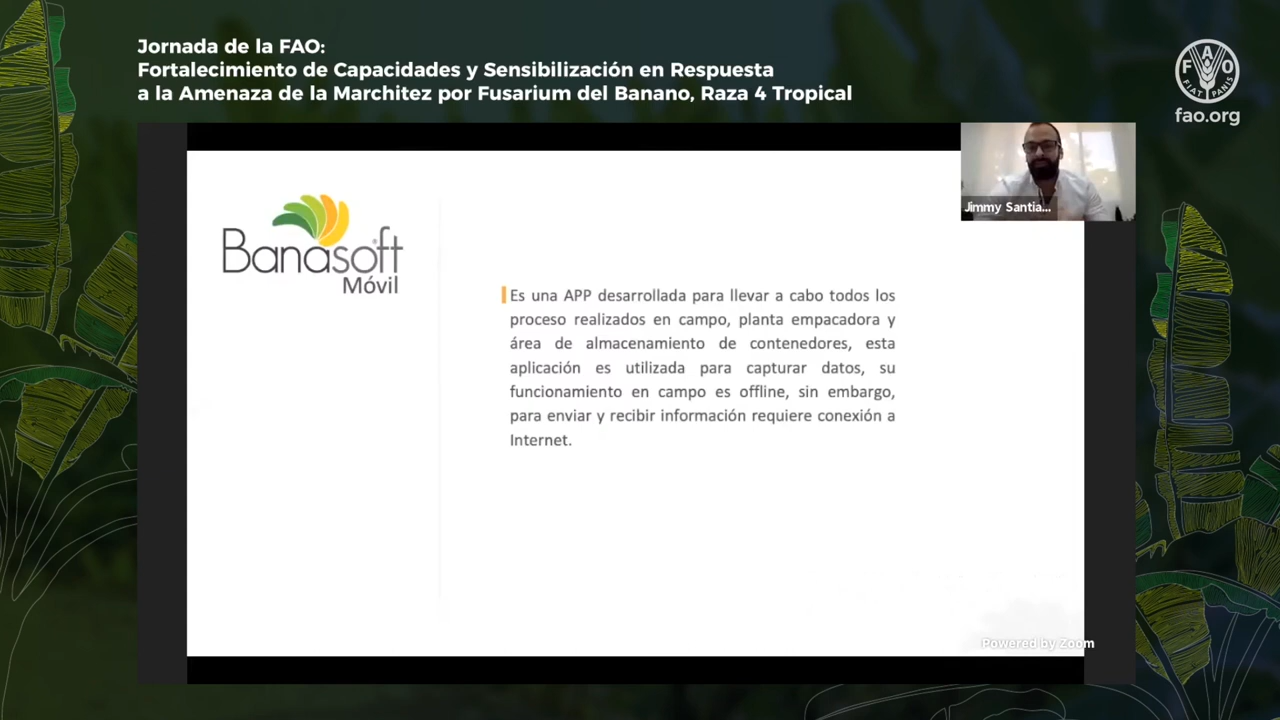 Jornada de la FAO:
Fortalecimiento de Capacidades y Sensibilización en Respuesta
a la Amenaza de la Marchitez por Fusarium del Banano, Raza 4 Tropical
FAO
FIAT PANIS
fao.org
Jimmy Santia...
Banasoft
Móvil
Es una APP desarrollada para llevar a cabo todos los
proceso realizados en campo, planta empacadora y
área de almacenamiento de contenedores, esta
aplicación es utilizada para capturar datos, su
funcionamiento en campo es offline, sin embargo,
para enviar y recibir información requiere conexión a
Internet.
Powered by Zoom